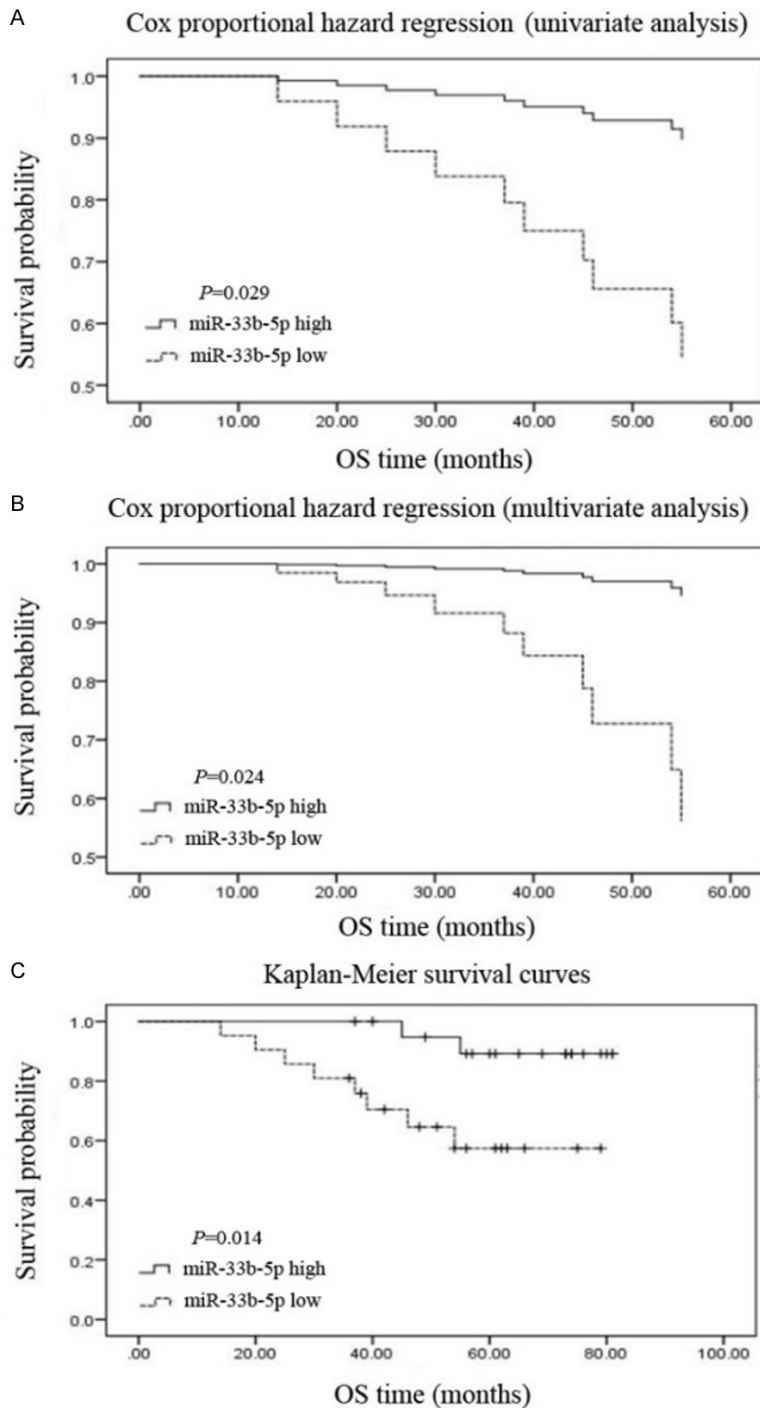 A
Cox proportional hazard regression (univariate analysis)
1.0
0.9
0.8
0.7
0.6
0.5
Survival probability
P=0.029
miR-33b-5p high
miR-33b-5p low
.00 10.00 20.00 30.00 40.00 50.00 60.00
OS time (months)
B
Cox proportional hazard regression (multivariate analysis)
1.0
0.9
0.8
0.7
0.6
0.5
Survival probability
P=0.024
miR-33b-5p high
miR-33b-5p low
.00 10.00 20.00 30.00 40.00 50.00 60.00
OS time (months)
C
Kaplan-Meier survival curves
1.0
0.8
0.6
0.4
0.2
0.0
Survival probability
P=0.014
miR-33b-5p high
miR-33b-5p low
.00 20.00 40.00 60.00 80.00 100.00
OS time (months)